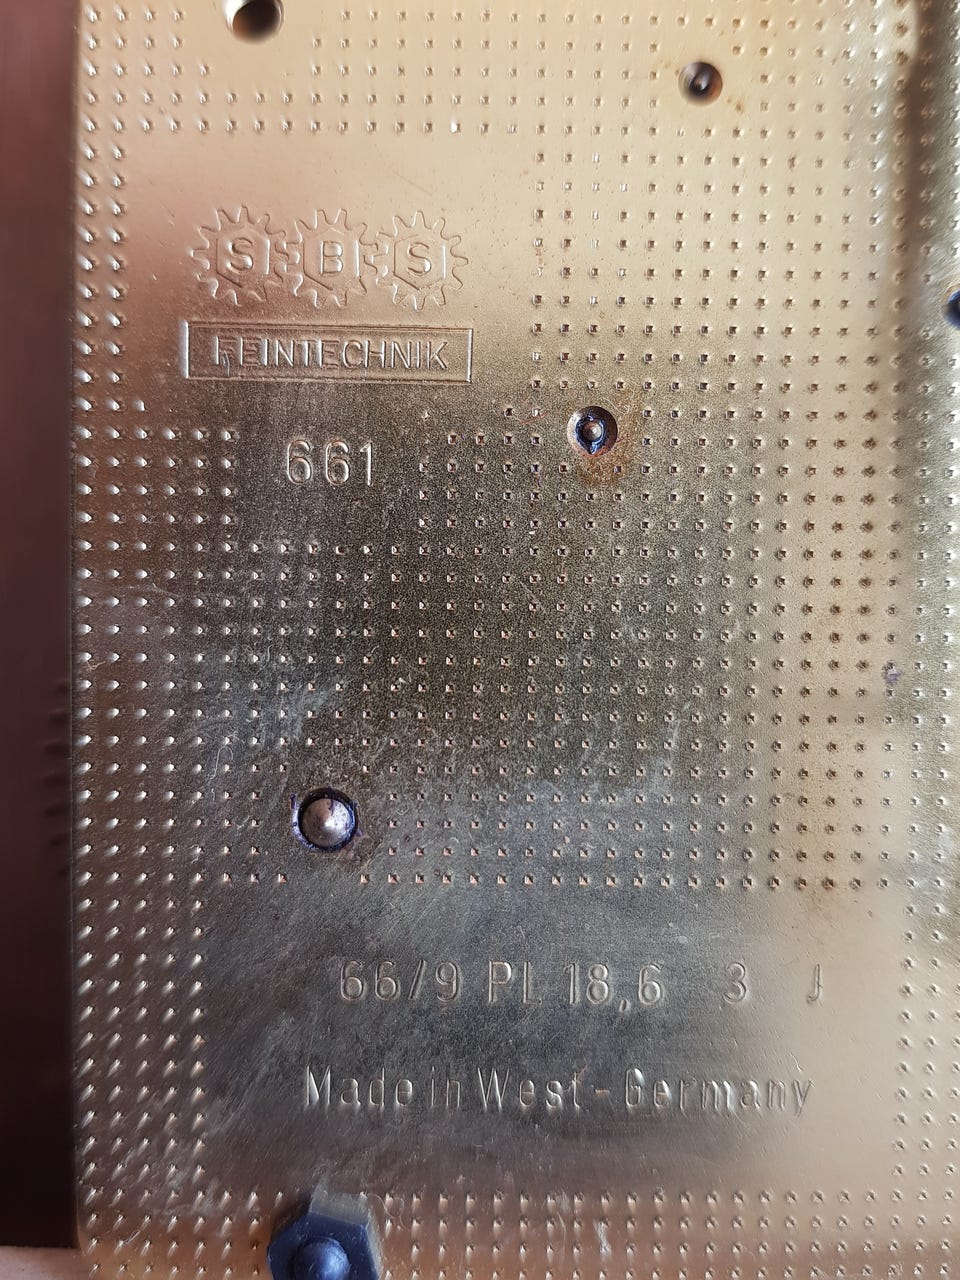 SBS
FEINTECHNIK
661
66/9 PL 18,6 3 J
Made in West-Germany